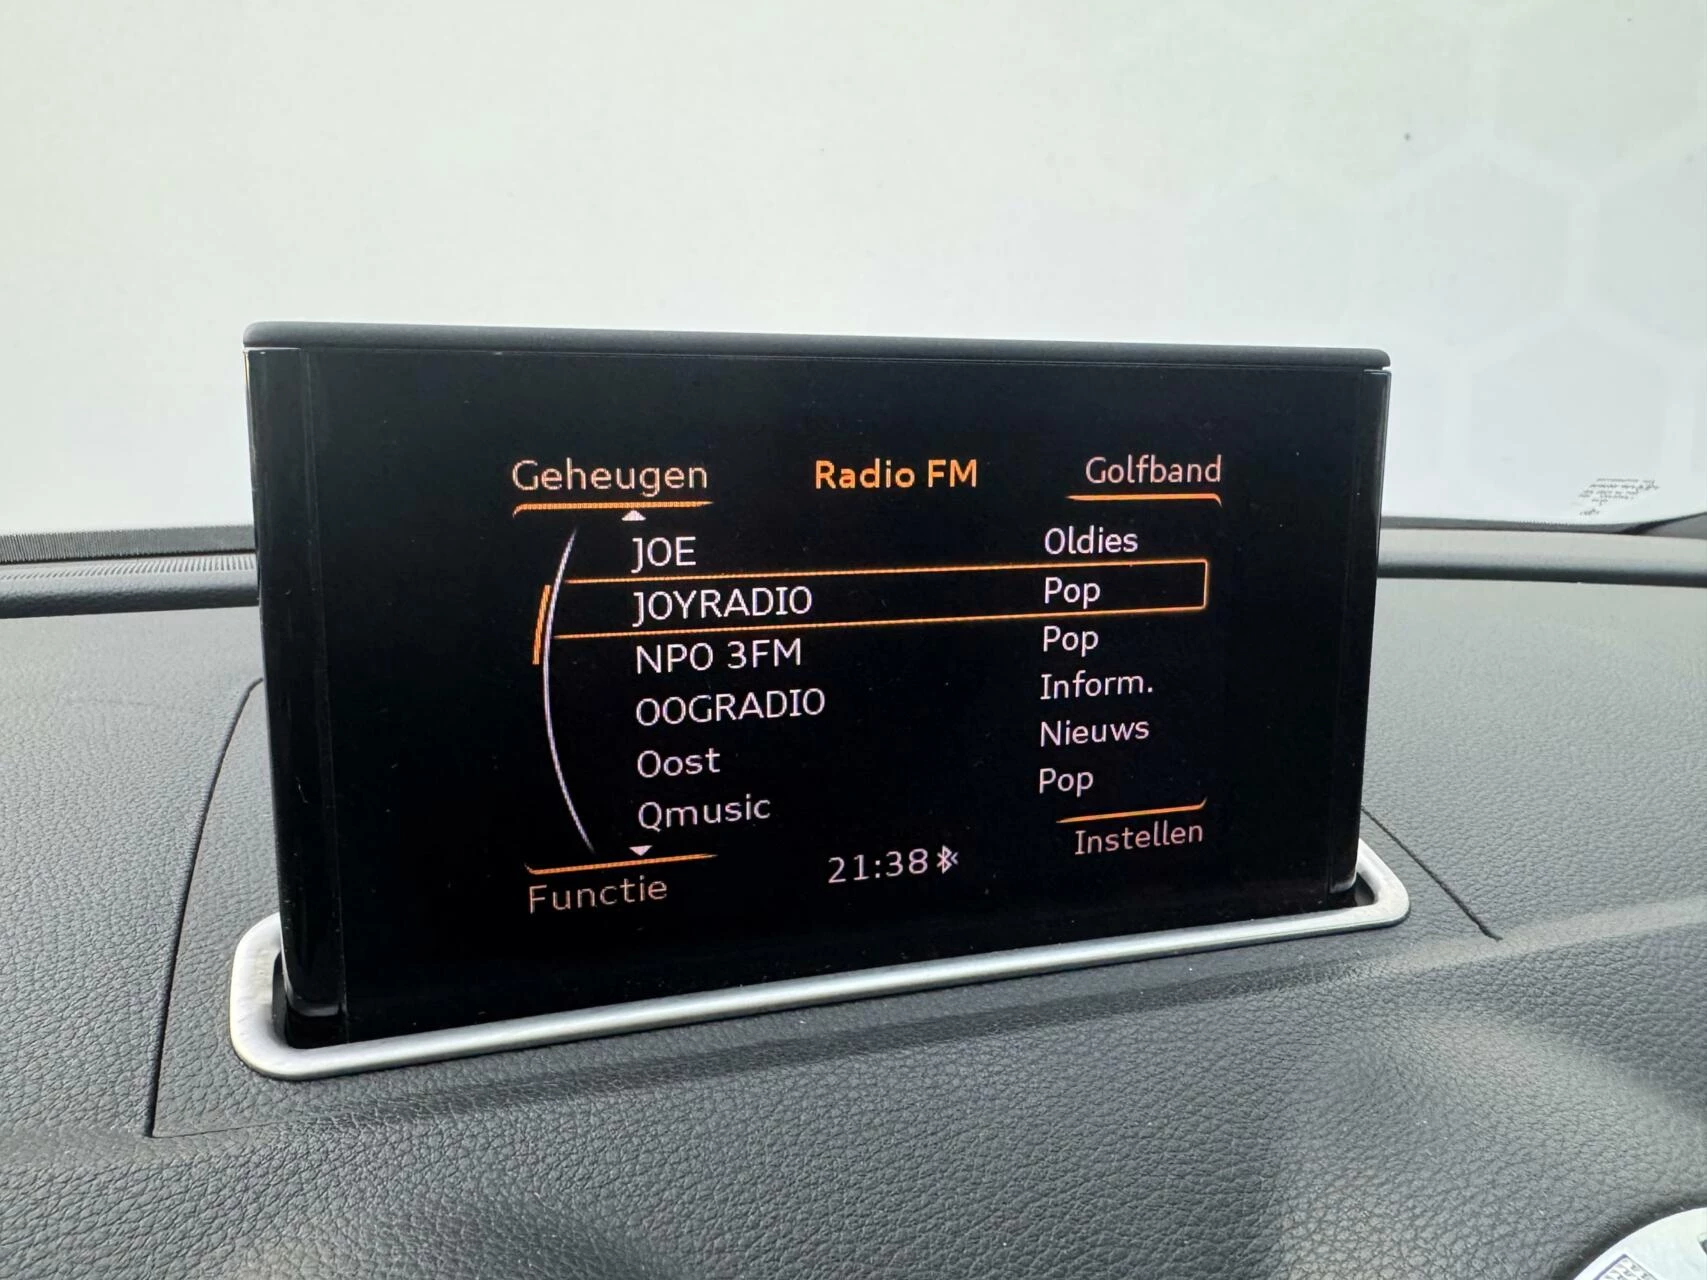 Geheugen Radio FM Golfband
JOE Oldies
JOYRADIO Pop
NPO 3FM Pop
OOGRADIO Inform.
Oost Nieuws
Qmusic Pop
Functie 21:38 Instellen